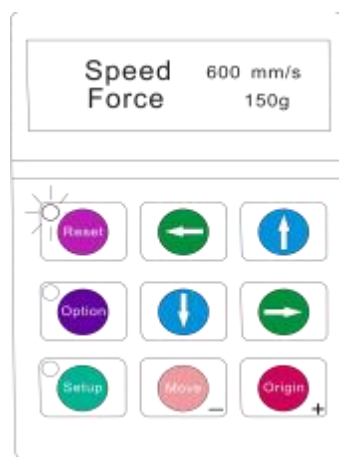 Speed 600 mm/s
Force 150g
Reset
Option
Setup Move − Origin +